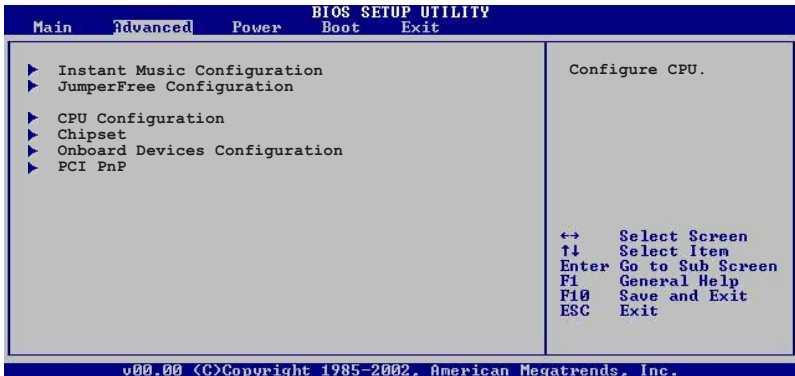 BIOS SETUP UTILITY
Main Advanced Power Boot Exit
Instant Music Configuration
JumperFree Configuration
CPU Configuration
Chipset
Onboard Devices Configuration
PCI PnP
Configure CPU.
↔ Select Screen
↑↓ Select Item
Enter Go to Sub Screen
F1 General Help
F10 Save and Exit
ESC Exit
v00.00 (C)Copyright 1985-2002, American Megatrends, Inc.